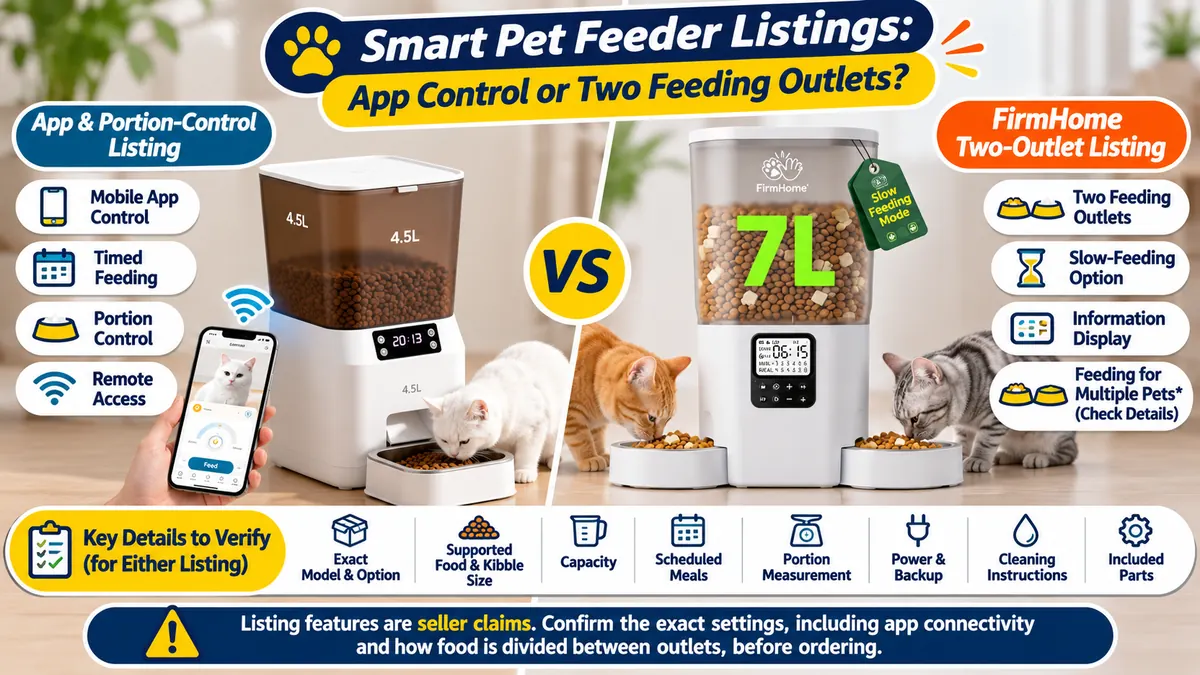 Smart Pet Feeder Listings:
App Control or Two Feeding Outlets?
App & Portion-Control
Listing
Mobile App
Control
Timed
Feeding
Portion
Control
Remote
Access
4.5L
4.5L
20:13
4.5L
Feed
VS
FirmHome
Slow
Feeding
Mode
7L
06:15
FirmHome
Two-Outlet Listing
Two Feeding
Outlets
Slow-Feeding
Option
Information
Display
Feeding for
Multiple Pets*
(Check Details)
Key Details to Verify
(for Either Listing)
Exact
Model & Option
Supported
Food & Kibble
Size
Capacity
Scheduled
Meals
Portion
Measurement
Power &
Backup
Cleaning
Instructions
Included
Parts
Listing features are seller claims. Confirm the exact settings, including app connectivity
and how food is divided between outlets, before ordering.